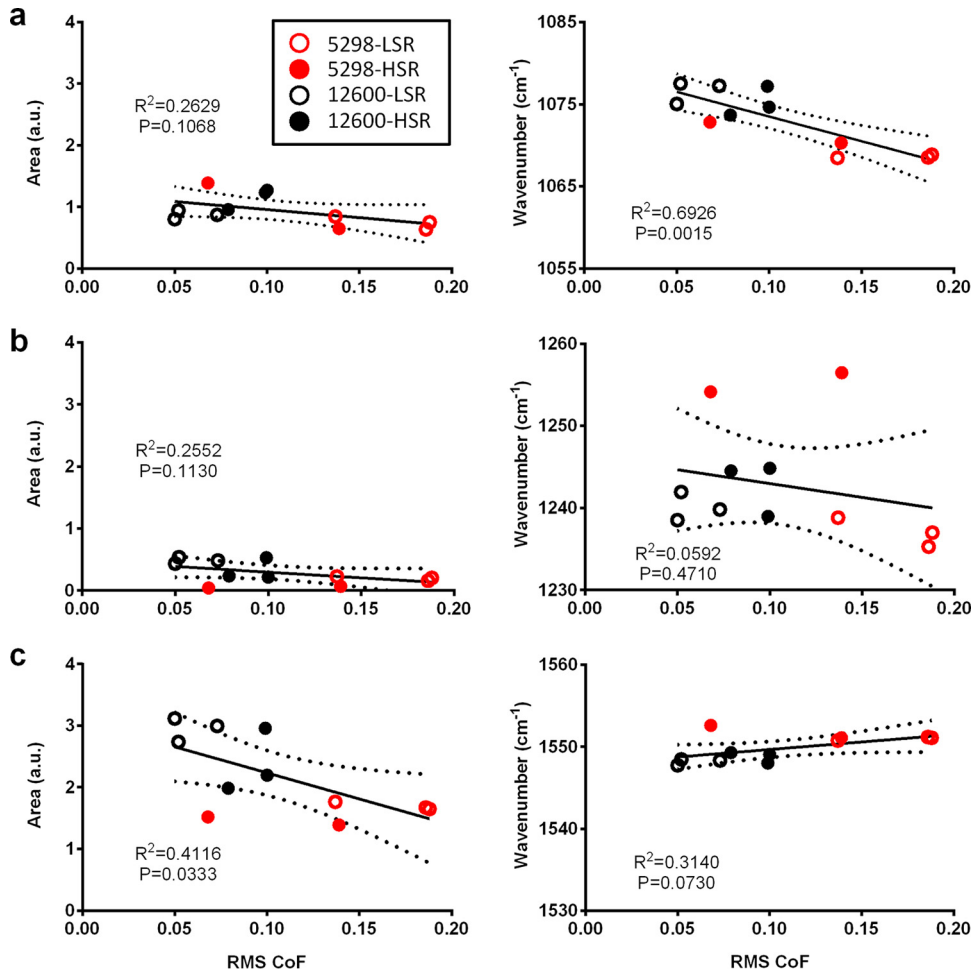 a
4
3
2
1
0
Area (a.u.)
R²=0.2629
P=0.1068
5298-LSR
5298-HSR
12600-LSR
12600-HSR
0.00 0.05 0.10 0.15 0.20
1085
1075
1065
1055
Wavenumber (cm⁻¹)
R²=0.6926
P=0.0015
0.00 0.05 0.10 0.15 0.20
b
4
3
2
1
0
Area (a.u.)
R²=0.2552
P=0.1130
0.00 0.05 0.10 0.15 0.20
1260
1250
1240
1230
Wavenumber (cm⁻¹)
R²=0.0592
P=0.4710
0.00 0.05 0.10 0.15 0.20
c
4
3
2
1
0
Area (a.u.)
R²=0.4116
P=0.0333
0.00 0.05 0.10 0.15 0.20
RMS CoF
1560
1550
1540
1530
Wavenumber (cm⁻¹)
R²=0.3140
P=0.0730
0.00 0.05 0.10 0.15 0.20
RMS CoF